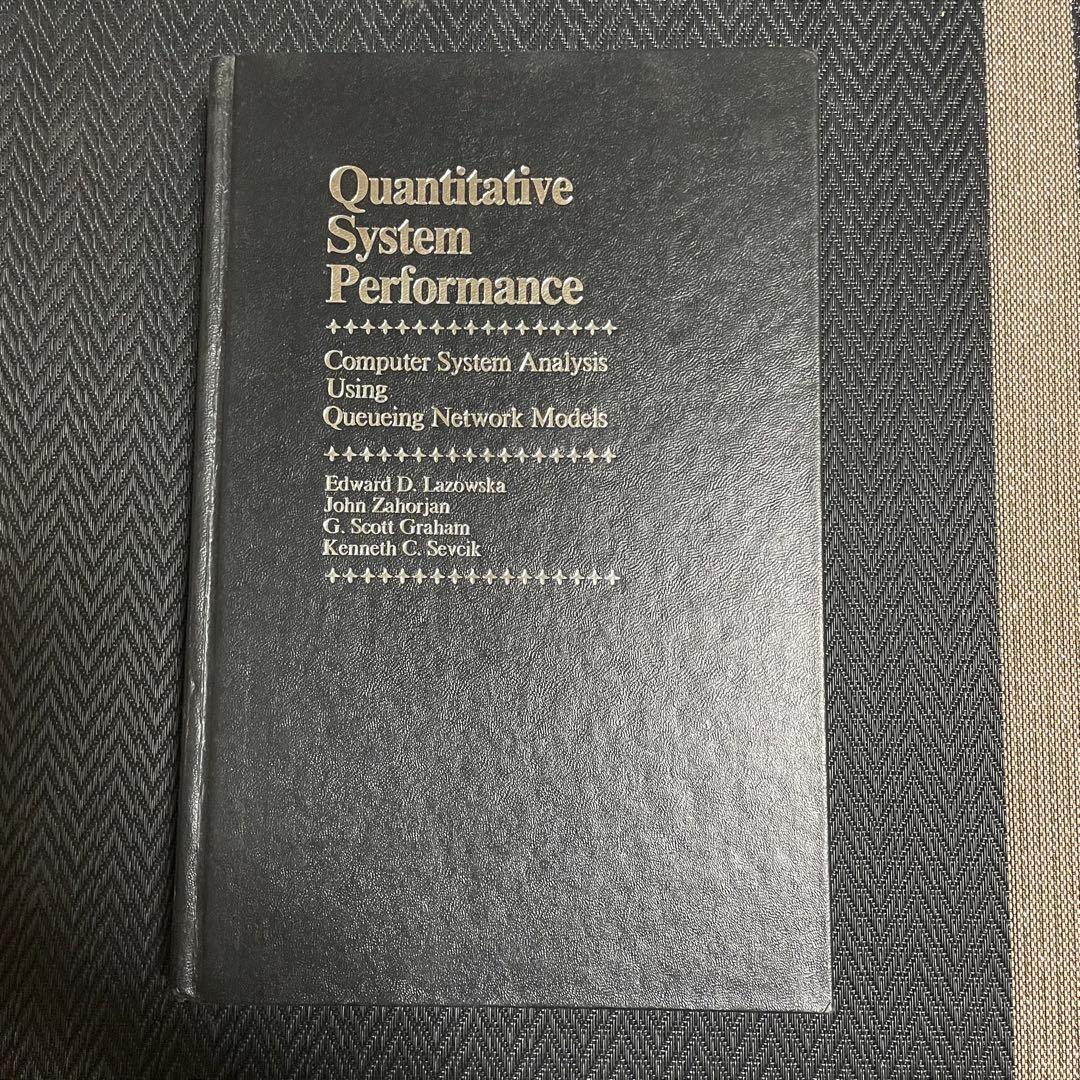 Quantitative
System
Performance
Computer System Analysis
Using
Queueing Network Models
Edward D. Lazowska
John Zahorjan
G. Scott Graham
Kenneth C. Sevcik